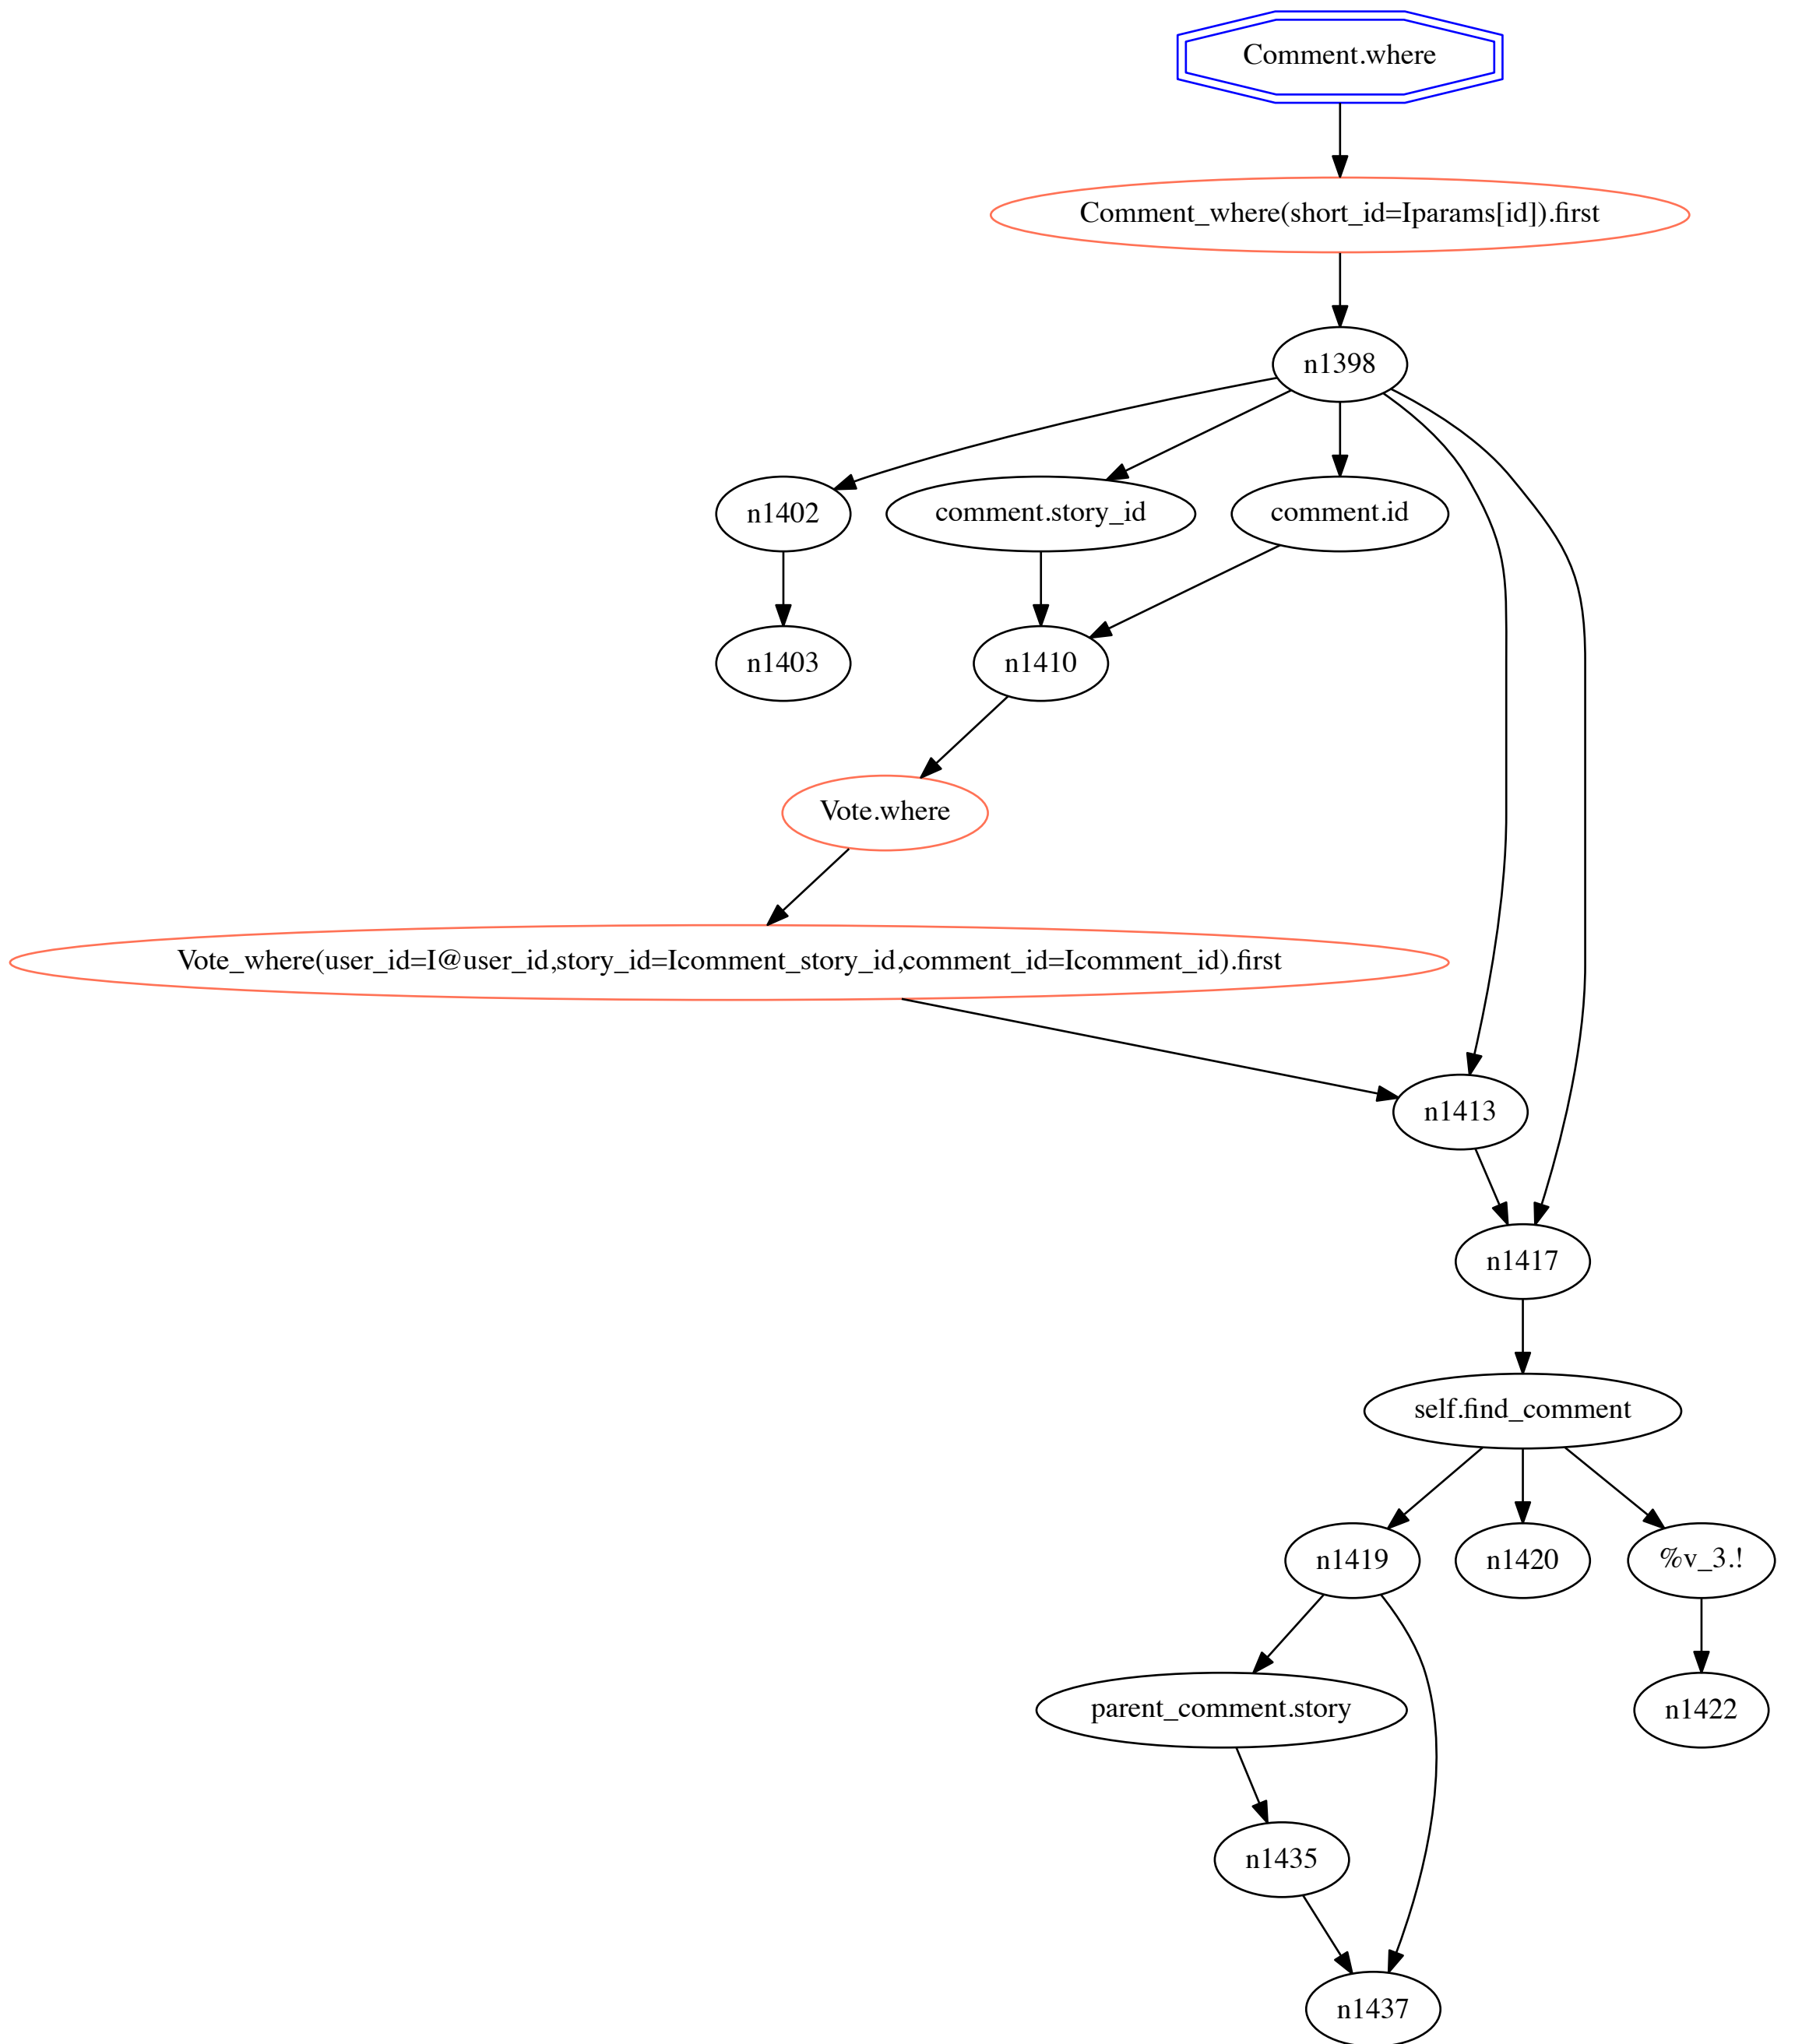 Comment.where
Comment_where(short_id=Iparams[id]).first
n1398
n1402
comment.story_id
comment.id
n1403
n1410
Vote.where
Vote_where(user_id=I@user_id,story_id=Icomment_story_id,comment_id=Icomment_id).first
n1413
n1417
self.find_comment
n1419
n1420
%v_3.!
parent_comment.story
n1422
n1435
n1437